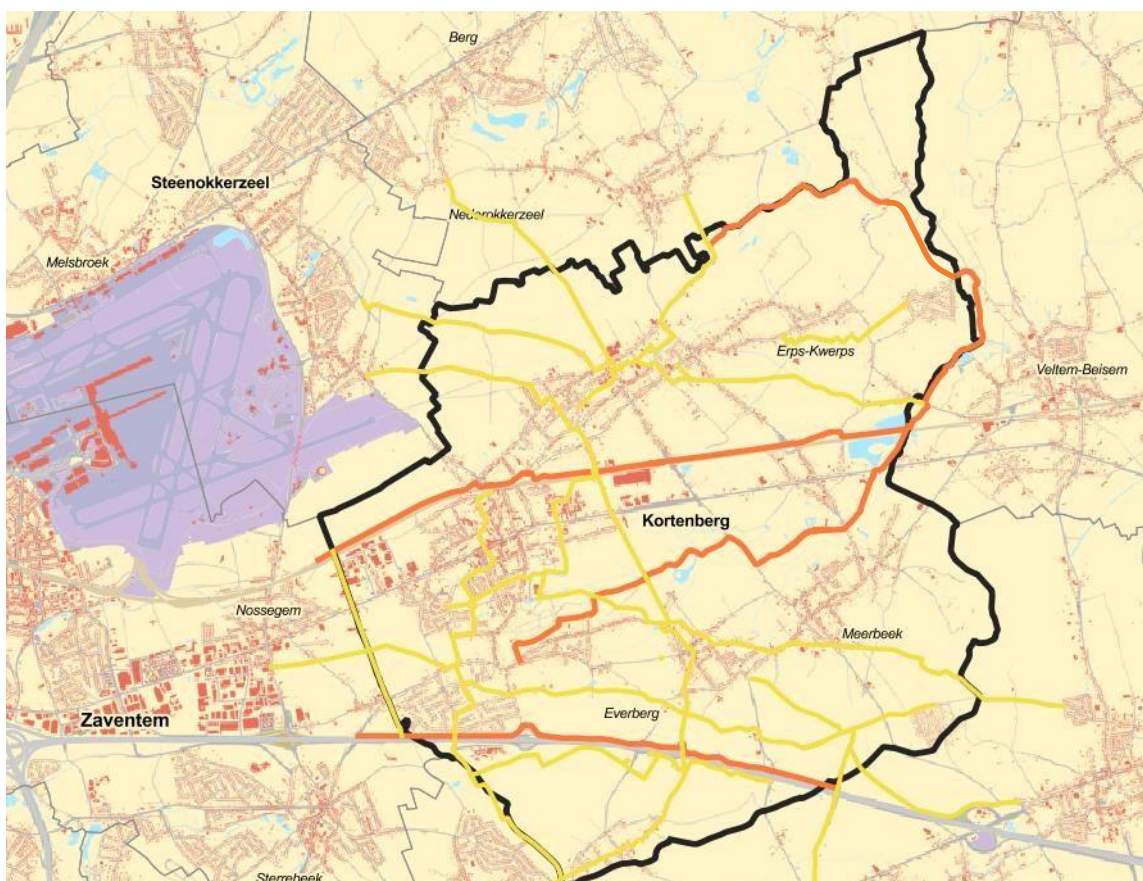 Berg
Steenokkerzeel
Nederokkerzeel
Melsbroek
Erps-Kwerps
Veltem-Beisem
Kortenberg
Nossegem
Meerbeek
Zaventem
Everberg
Sterrebeek